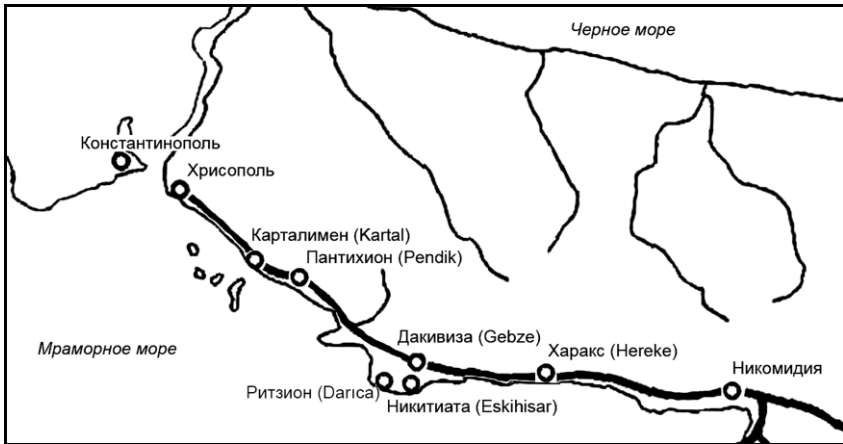 Черное море
Константинополь
Хрисополь
Карталимен (Kartal)
Пантихион (Pendik)
Мраморное море
Дакивиза (Gebze)
Харакс (Hereke)
Никомидия
Ритзион (Darıca)
Никитиата (Eskihisar)